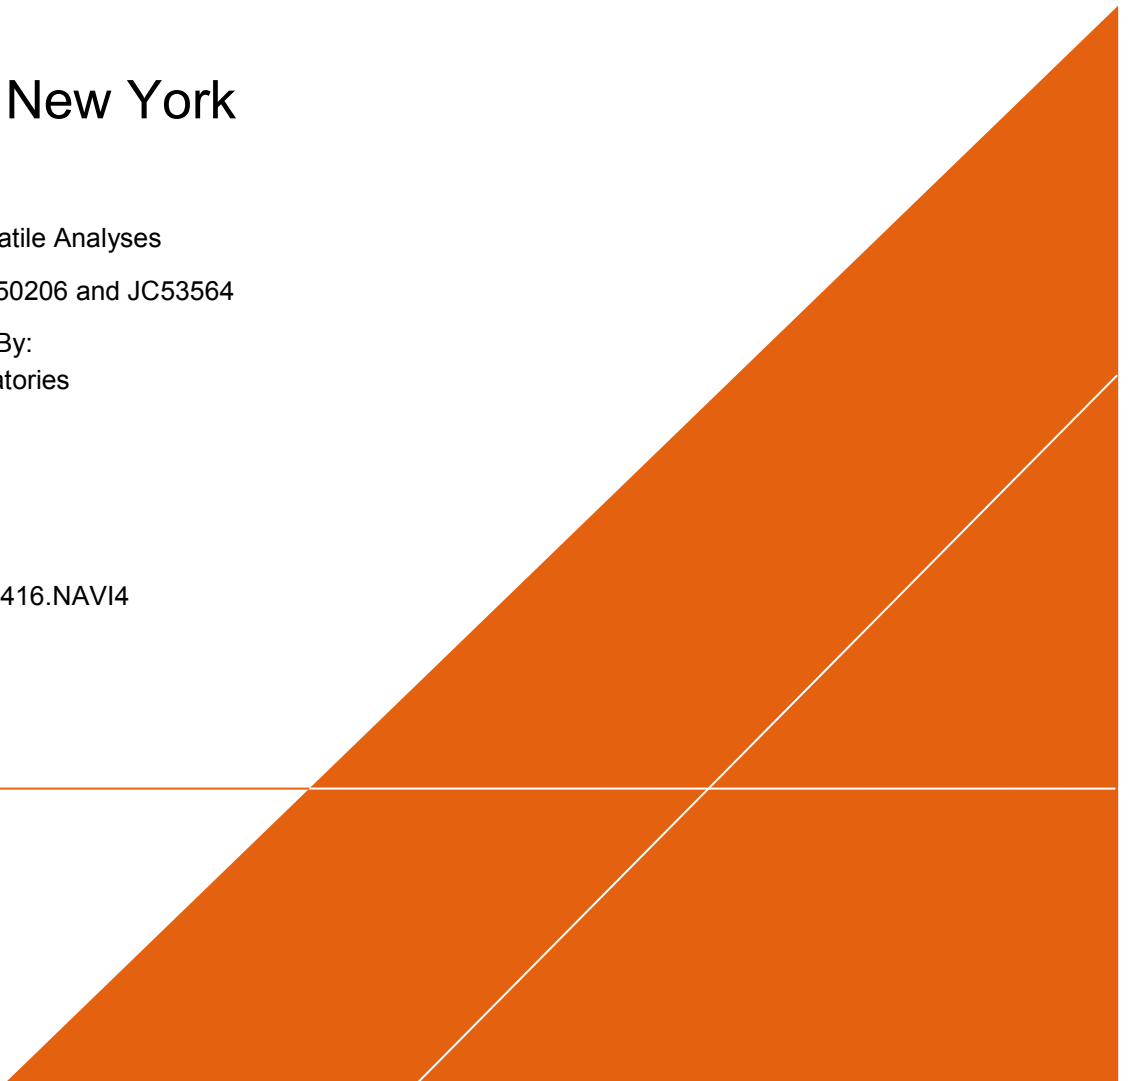 New York
atile Analyses
50206 and JC53564
By:
atories
416.NAVI4